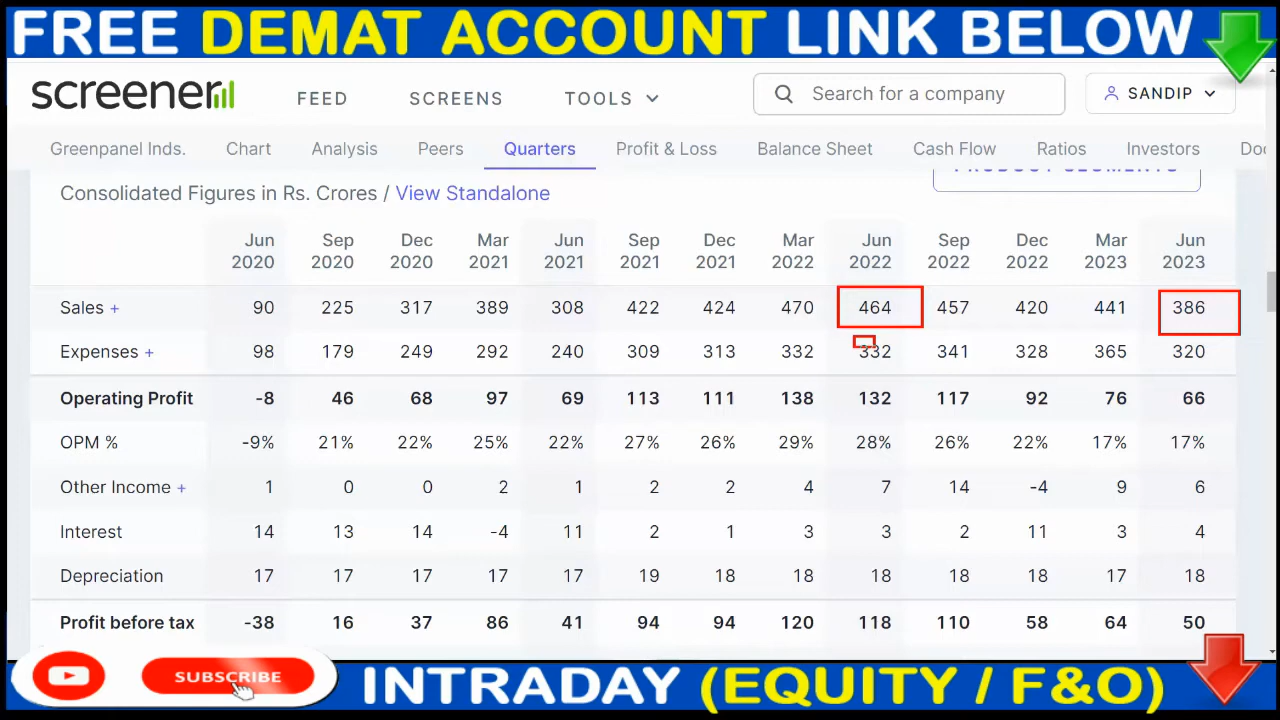 FREE DEMAT ACCOUNT LINK BELOW
screener FEED SCREENS TOOLS Search for a company SANDIP
Greenpanel Inds. Chart Analysis Peers Quarters Profit & Loss Balance Sheet Cash Flow Ratios Investors Doc
PRODUCT SEGMENTS
Consolidated Figures in Rs. Crores / View Standalone
Jun 2020 Sep 2020 Dec 2020 Mar 2021 Jun 2021 Sep 2021 Dec 2021 Mar 2022 Jun 2022 Sep 2022 Dec 2022 Mar 2023 Jun 2023
Sales + 90 225 317 389 308 422 424 470 464 457 420 441 386
Expenses + 98 179 249 292 240 309 313 332 332 341 328 365 320
Operating Profit -8 46 68 97 69 113 111 138 132 117 92 76 66
OPM % -9% 21% 22% 25% 22% 27% 26% 29% 28% 26% 22% 17% 17%
Other Income + 1 0 0 2 1 2 2 4 7 14 -4 9 6
Interest 14 13 14 -4 11 2 1 3 3 2 11 3 4
Depreciation 17 17 17 17 17 19 18 18 18 18 18 17 18
Profit before tax -38 16 37 86 41 94 94 120 118 110 58 64 50
SUBSCRIBE
INTRADAY (EQUITY / F&O)